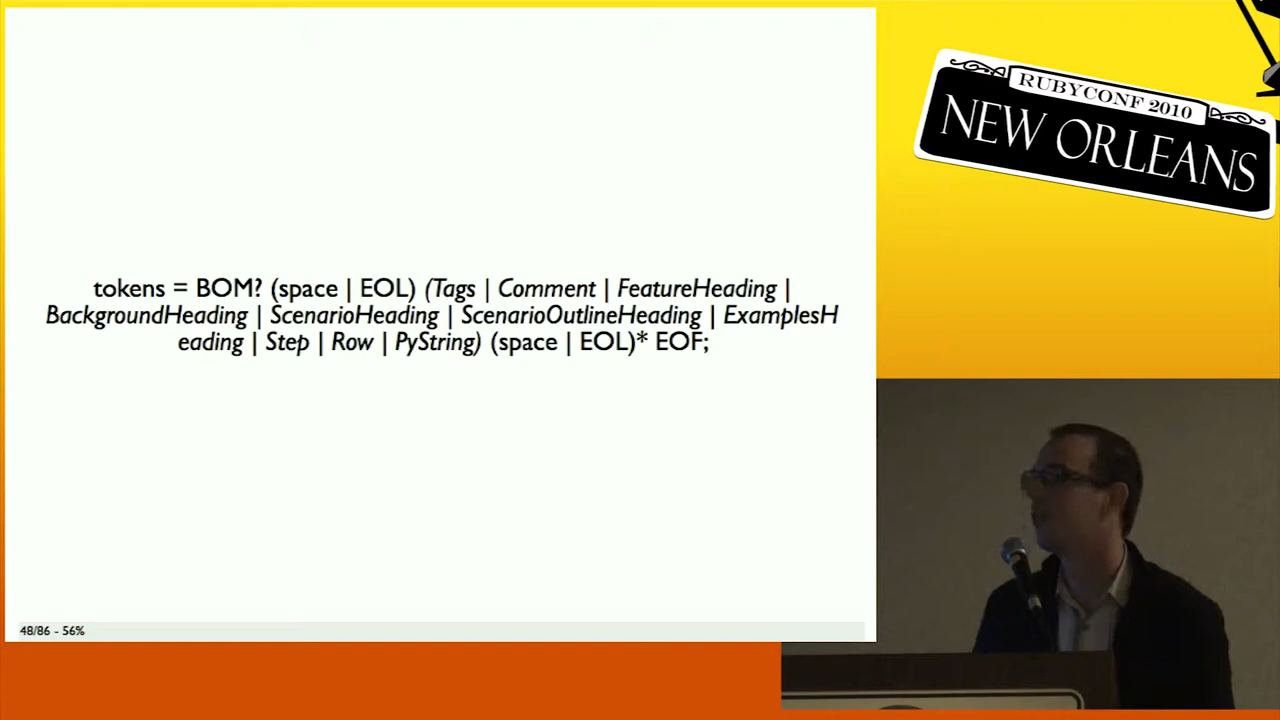 RUBYCONF 2010
NEW ORLEANS
tokens = BOM? (space | EOL) (Tags | Comment | FeatureHeading |
BackgroundHeading | ScenarioHeading | ScenarioOutlineHeading | ExamplesH
eading | Step | Row | PyString) (space | EOL)* EOF;
48/86 - 56%